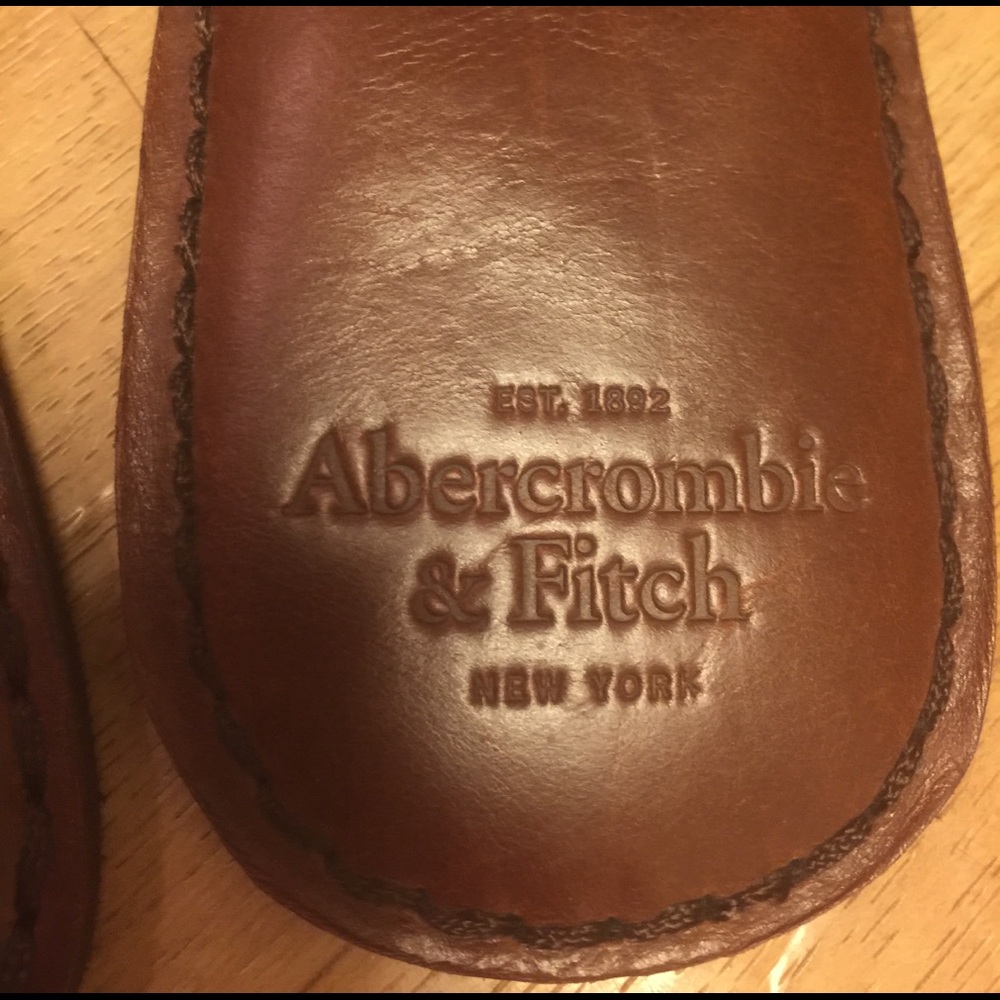 EST. 1892
Abercrombie
& Fitch
NEW YORK